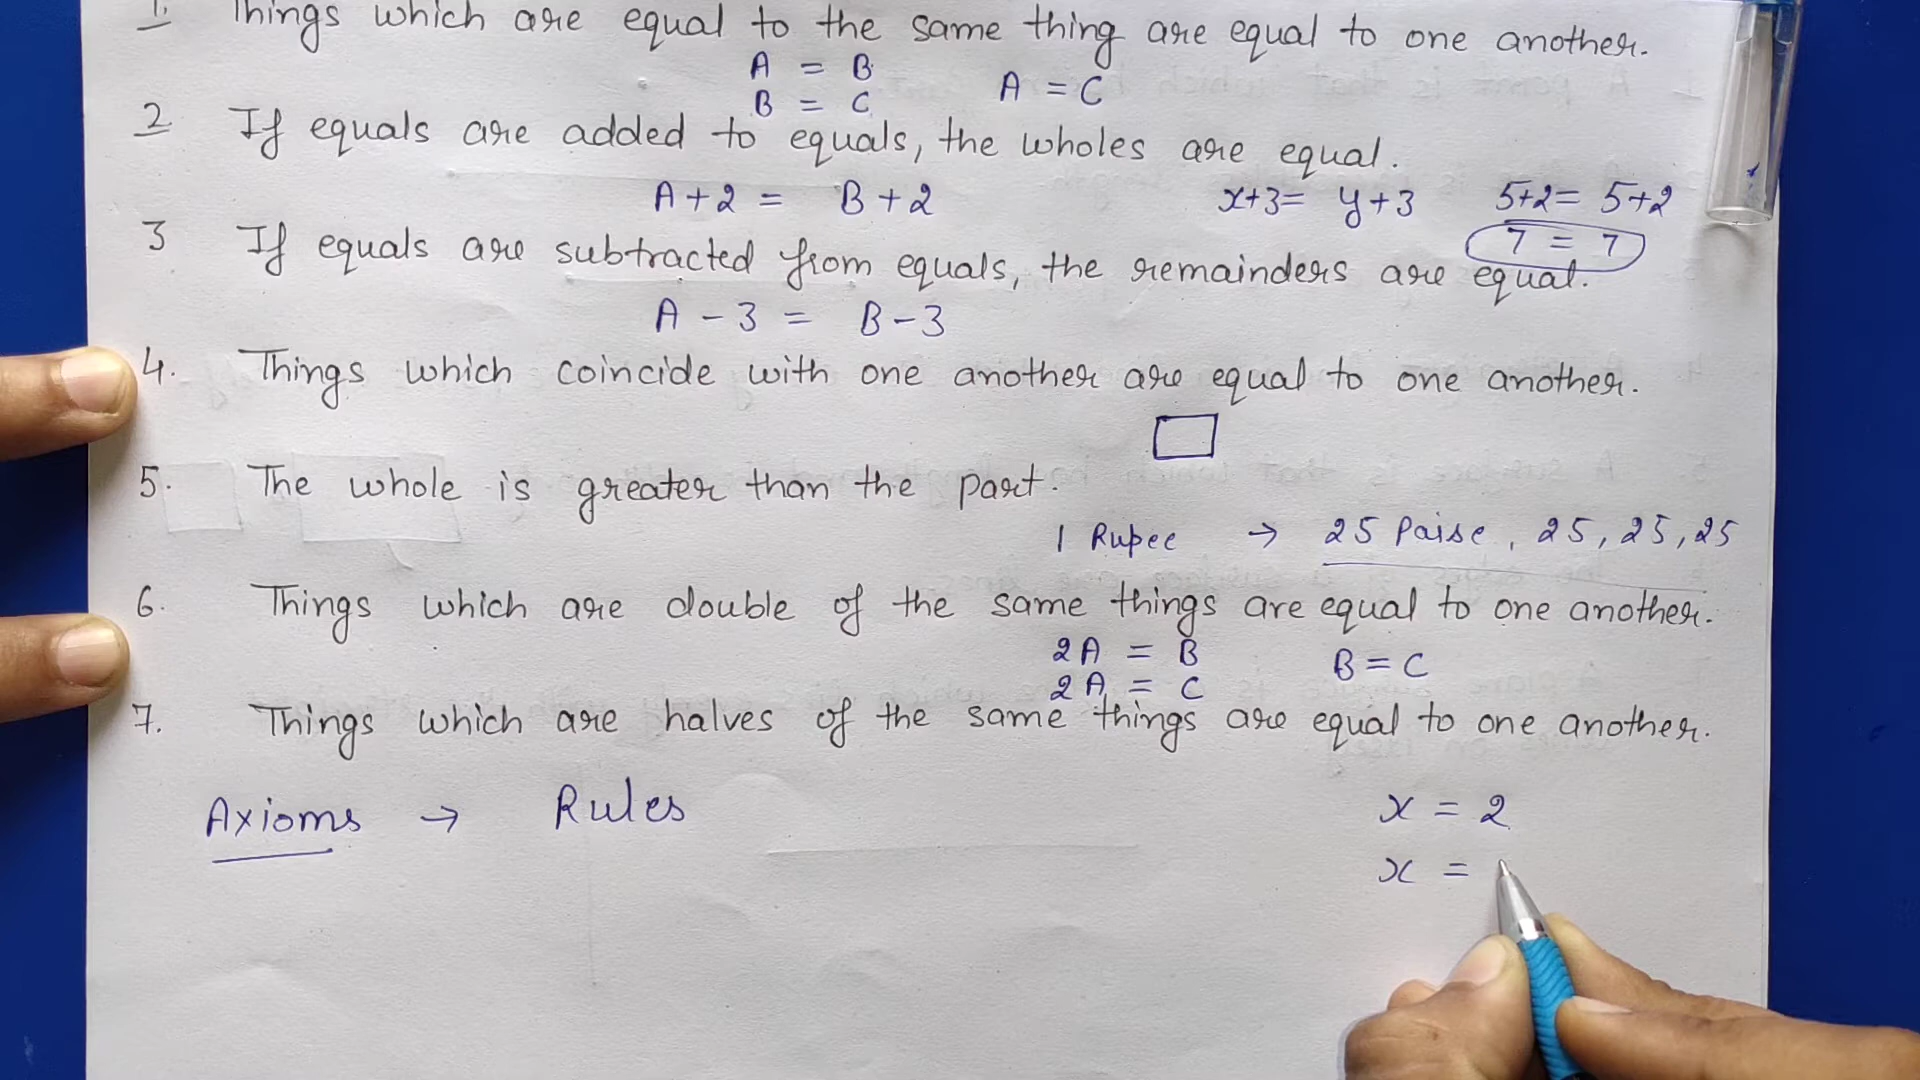 1. Things which are equal to the same thing are equal to one another.
A = B
B = C
A = C
2 If equals are added to equals, the wholes are equal.
A+2 = B+2
x+3= y+3
5+2= 5+2
7 = 7
3 If equals are subtracted from equals, the remainders are equal.
A - 3 = B-3
4. Things which coincide with one another are equal to one another.
5. The whole is greater than the part.
1 Rupee → 25 Paise, 25, 25, 25
6. Things which are double of the same things are equal to one another.
2A = B
2A = C
B = C
7. Things which are halves of the same things are equal to one another.
Axioms → Rules
x = 2
x =